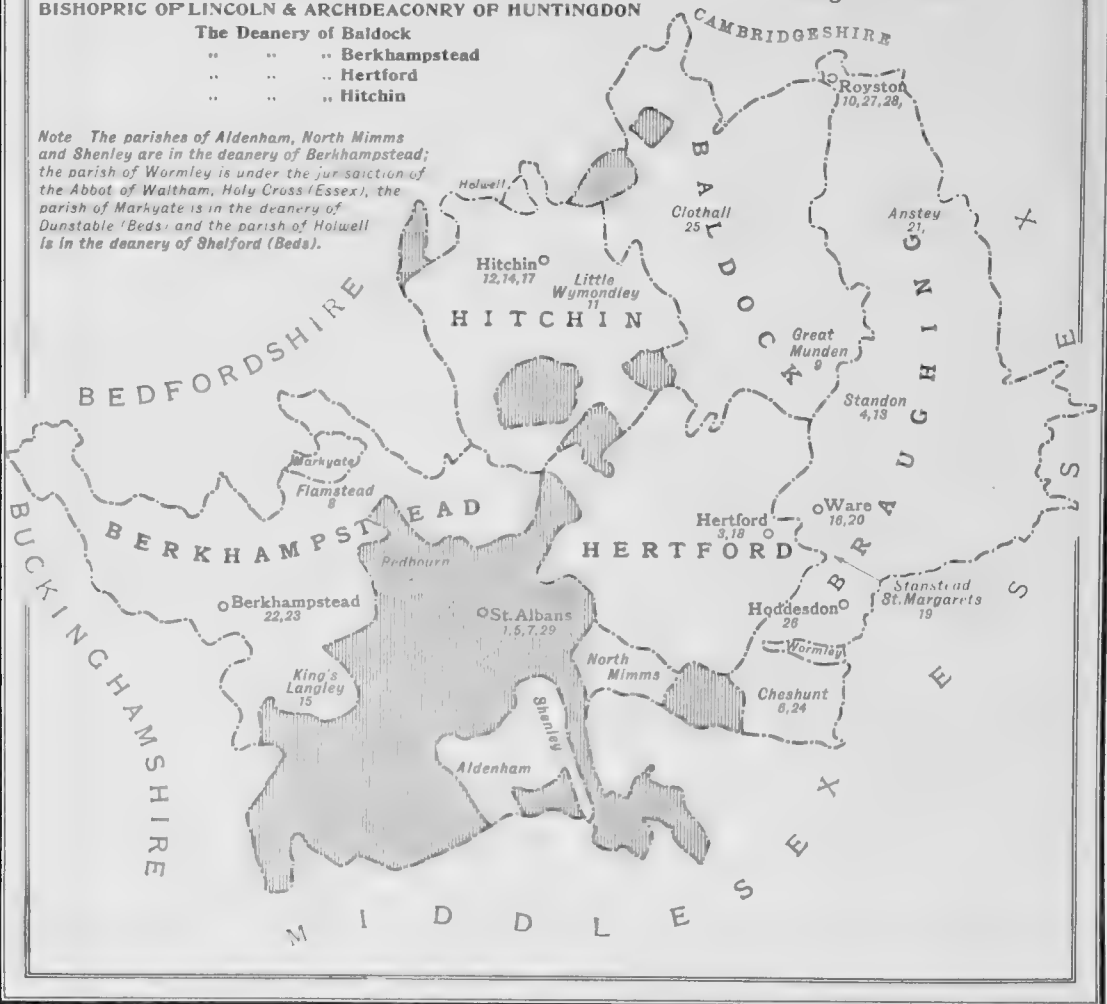 BISHOPRIC OF LINCOLN & ARCHDEACONRY OF HUNTINGDON
The Deanery of Baldock
" " " Berkhampstead
" " " Hertford
" " " Hitchin
Note The parishes of Aldenham, North Mimms
and Shenley are in the deanery of Berkhampstead;
the parish of Wormley is under the jur saiction of
the Abbot of Waltham, Holy Cross (Essex), the
parish of Markyate is in the deanery of
Dunstable (Beds) and the parish of Holwell
is in the deanery of Shelford (Beds).
CAMBRIDGESHIRE
Royston
10,27,28,
Holwell
BALDOCK
Clothall
25
Anstey
21,
Hitchin
12,14,17
Little
Wymondley
11
HITCHIN
BEDFORDSHIRE
Great
Munden
9
Standon
4,13
BRAUGHING
ESSEX
Markyate
Flamstead
8
BERKHAMPSTEAD
BUCKINGHAMSHIRE
Redbourn
Hertford
3,18
Ware
16,20
HERTFORD
Berkhampstead
22,23
St. Albans
1,5,7,29
Hoddesdon
26
Stanstead
St. Margarets
19
Wormley
North
Mimms
King's
Langley
15
Cheshunt
6,24
Shenley
Aldenham
MIDDLESEX